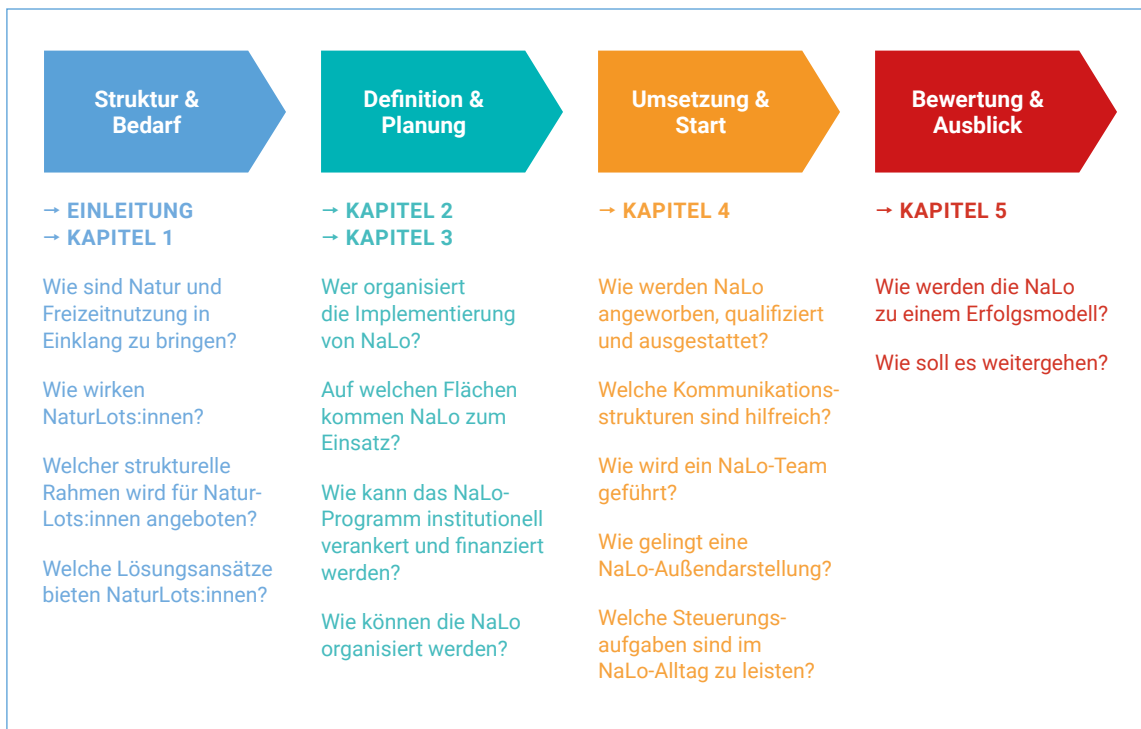 Struktur &
Bedarf
→ EINLEITUNG
→ KAPITEL 1
Wie sind Natur und
Freizeitnutzung in
Einklang zu bringen?
Wie wirken
NaturLots:innen?
Welcher strukturelle
Rahmen wird für Natur-
Lots:innen angeboten?
Welche Lösungsansätze
bieten NaturLots:innen?
Definition &
Planung
→ KAPITEL 2
→ KAPITEL 3
Wer organisiert
die Implementierung
von NaLo?
Auf welchen Flächen
kommen NaLo zum
Einsatz?
Wie kann das NaLo-
Programm institutionell
verankert und finanziert
werden?
Wie können die NaLo
organisiert werden?
Umsetzung &
Start
→ KAPITEL 4
Wie werden NaLo
angeworben, qualifiziert
und ausgestattet?
Welche Kommunikations-
strukturen sind hilfreich?
Wie wird ein NaLo-Team
geführt?
Wie gelingt eine
NaLo-Außendarstellung?
Welche Steuerungs-
aufgaben sind im
NaLo-Alltag zu leisten?
Bewertung &
Ausblick
→ KAPITEL 5
Wie werden die NaLo
zu einem Erfolgsmodell?
Wie soll es weitergehen?